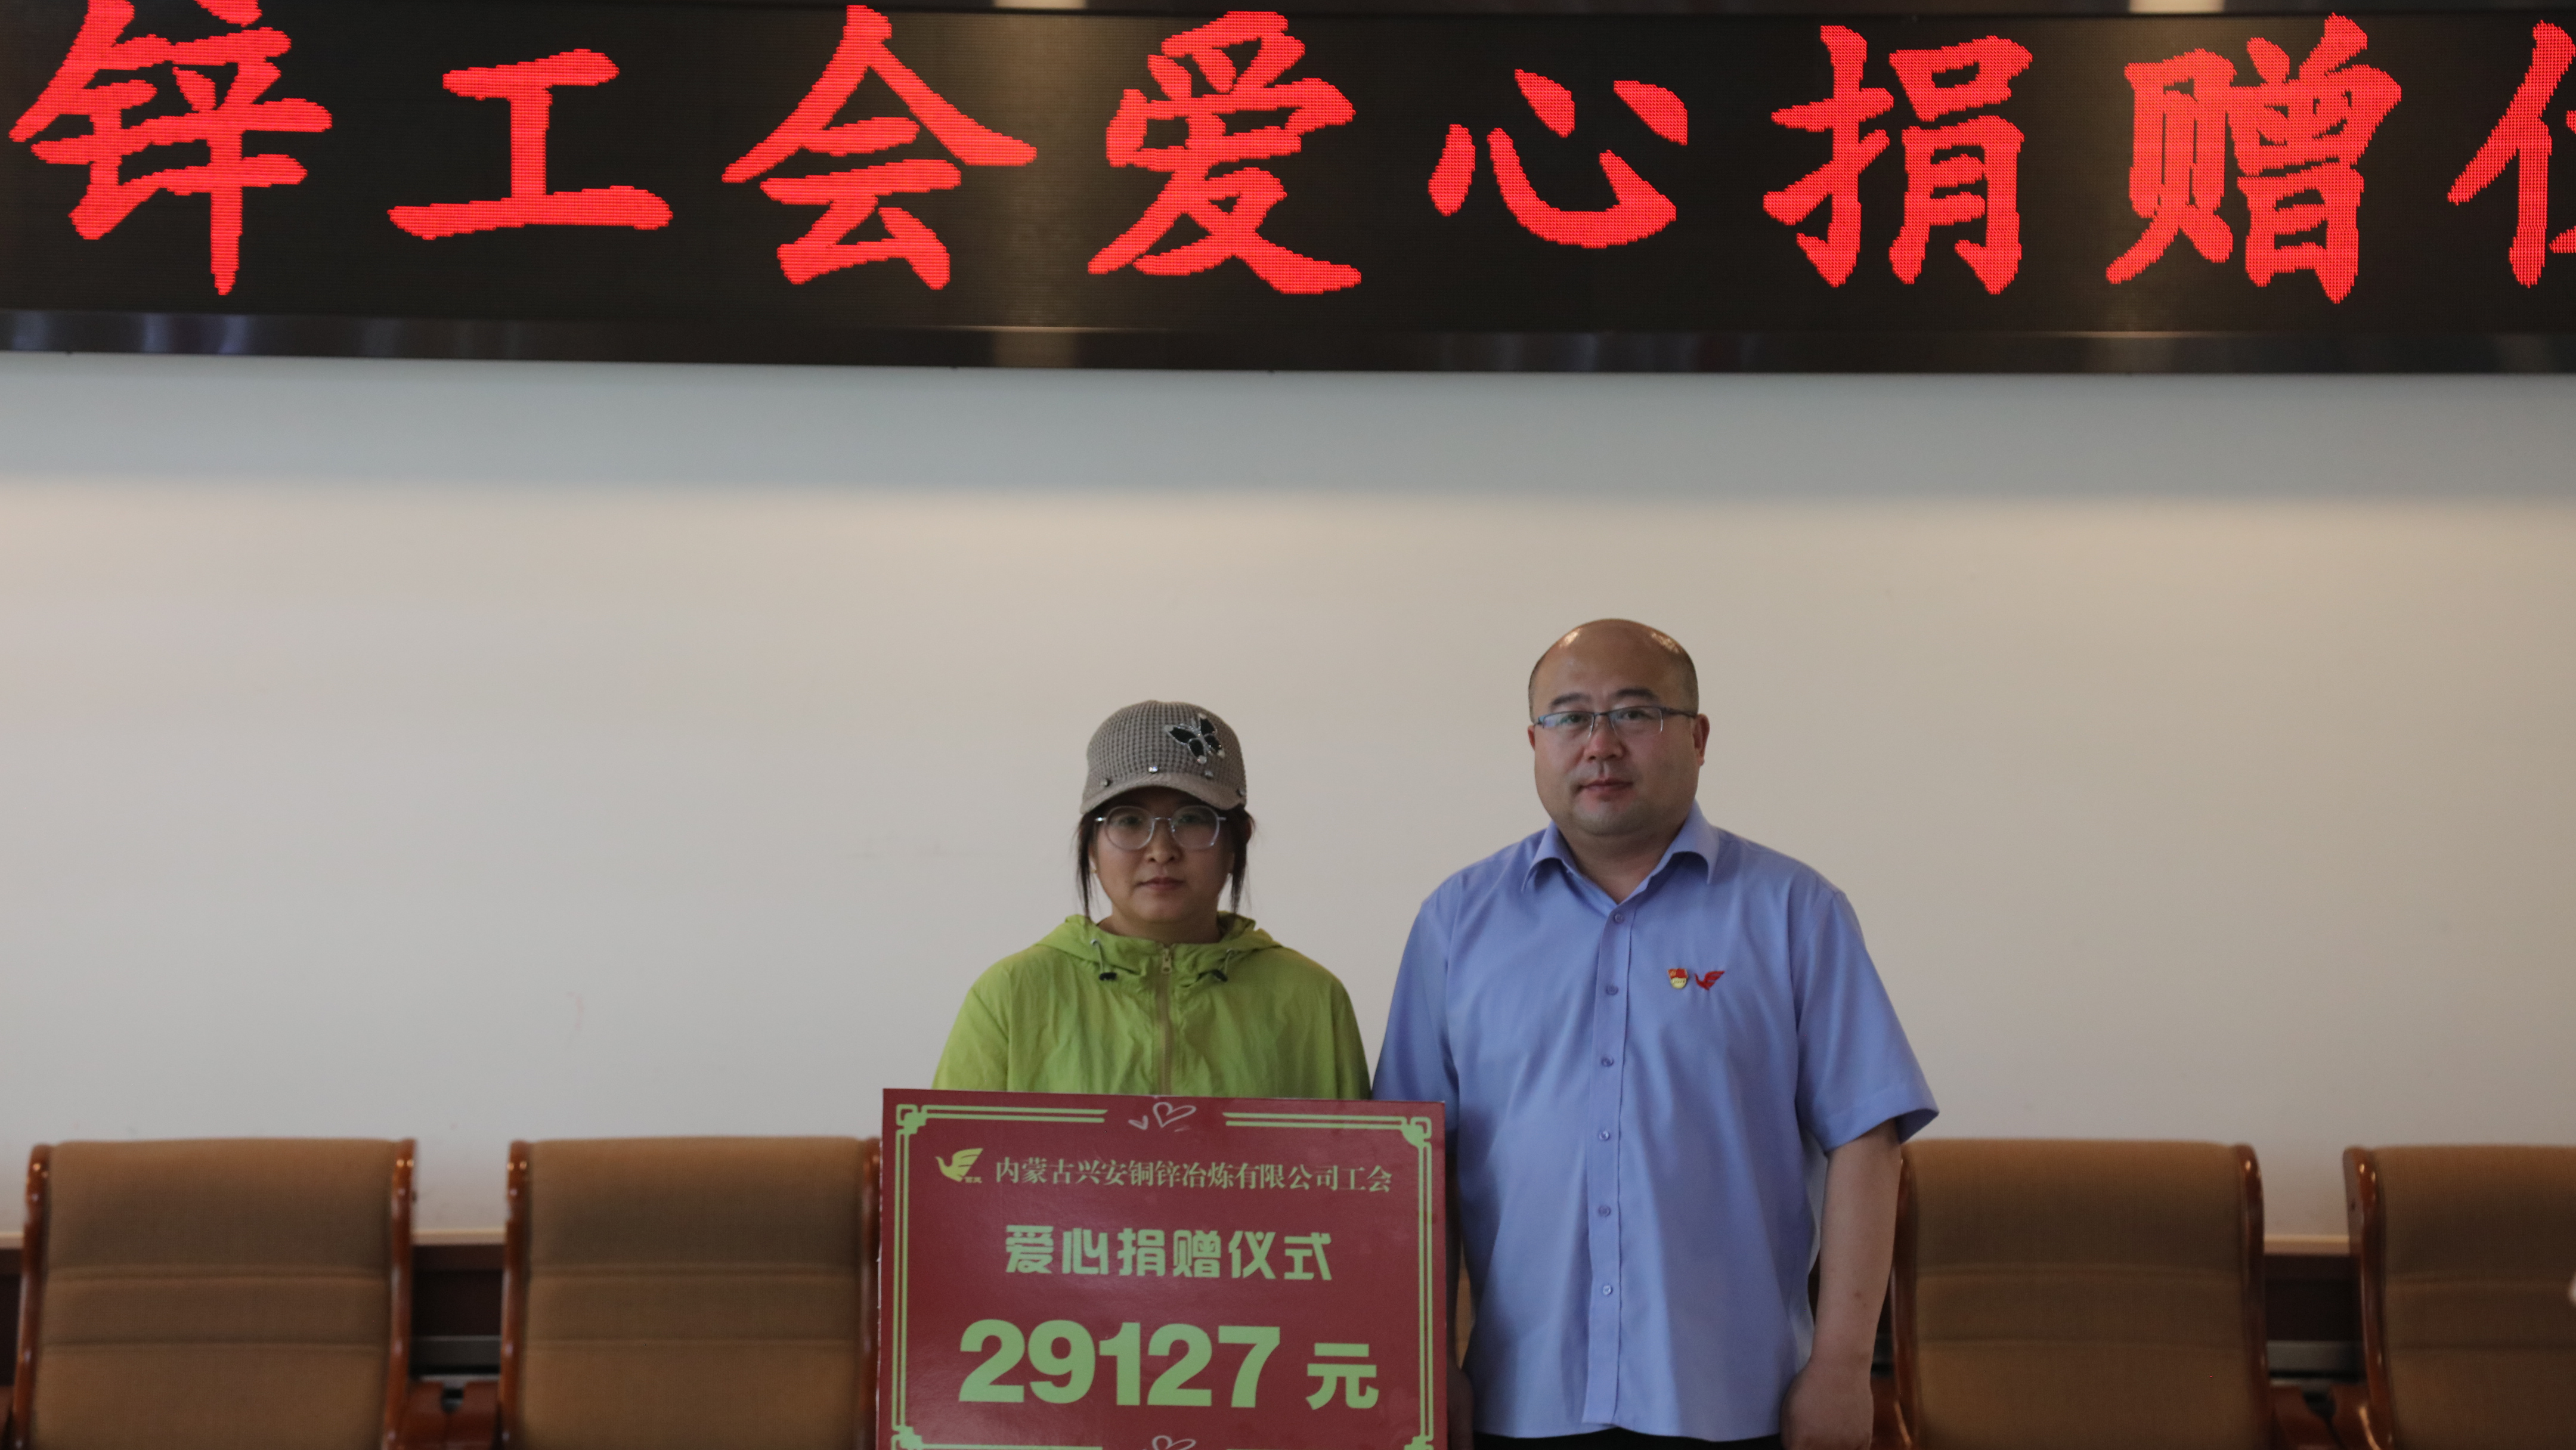 锌工会爱心捐赠仪
内蒙古兴安铜锌冶炼有限公司工会
爱心捐赠仪式
29127元